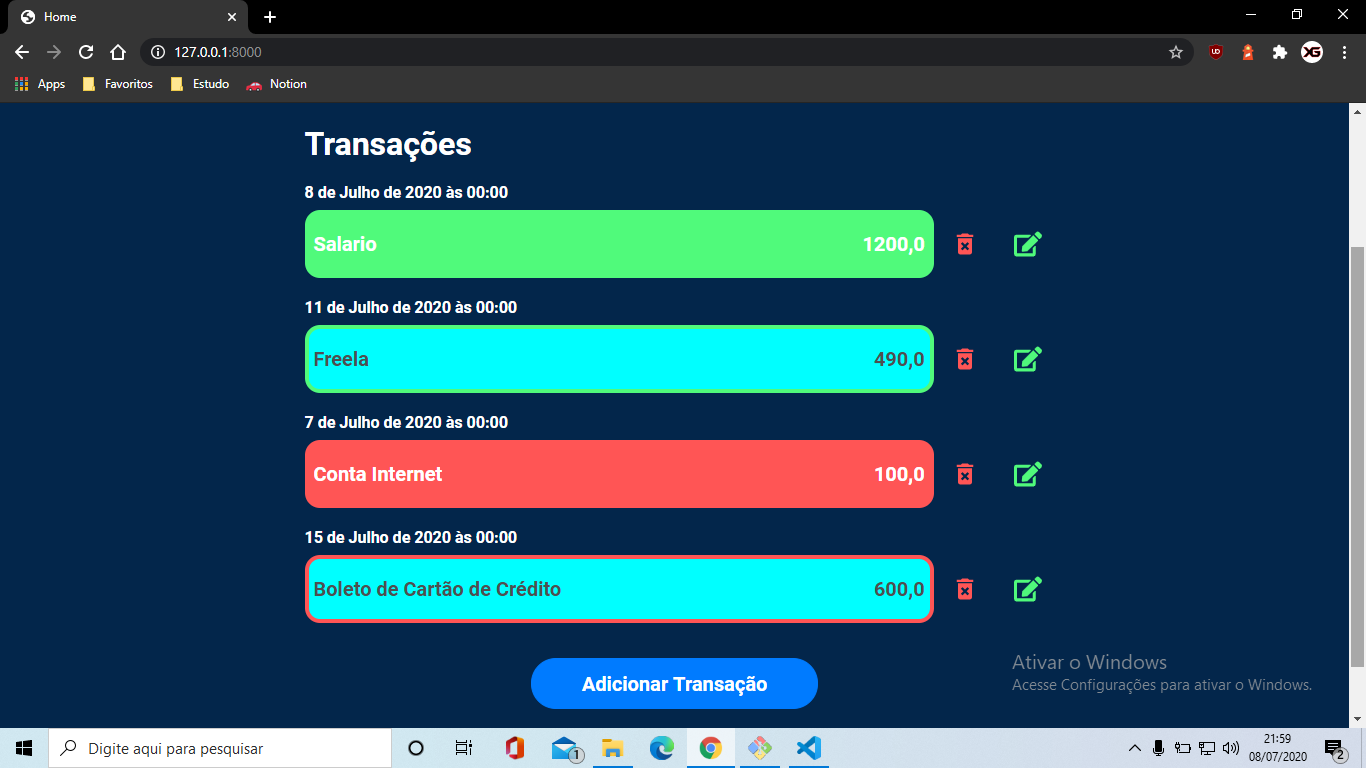 Home
127.0.0.1:8000
UD
XG
Apps
Favoritos
Estudo
Notion
Transações
8 de Julho de 2020 às 00:00
Salario 1200,0
11 de Julho de 2020 às 00:00
Freela 490,0
7 de Julho de 2020 às 00:00
Conta Internet 100,0
15 de Julho de 2020 às 00:00
Boleto de Cartão de Crédito 600,0
Adicionar Transação
Ativar o Windows
Acesse Configurações para ativar o Windows.
Digite aqui para pesquisar
1
21:59
08/07/2020
2